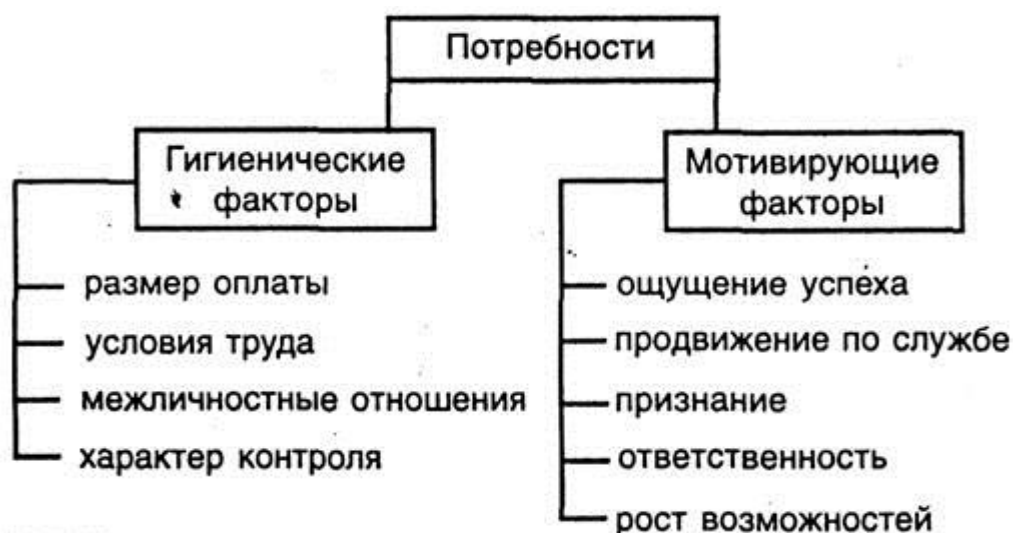 Потребности
Гигиенические
факторы
размер оплаты
условия труда
межличностные отношения
характер контроля
Мотивирующие
факторы
ощущение успеха
продвижение по службе
признание
ответственность
рост возможностей